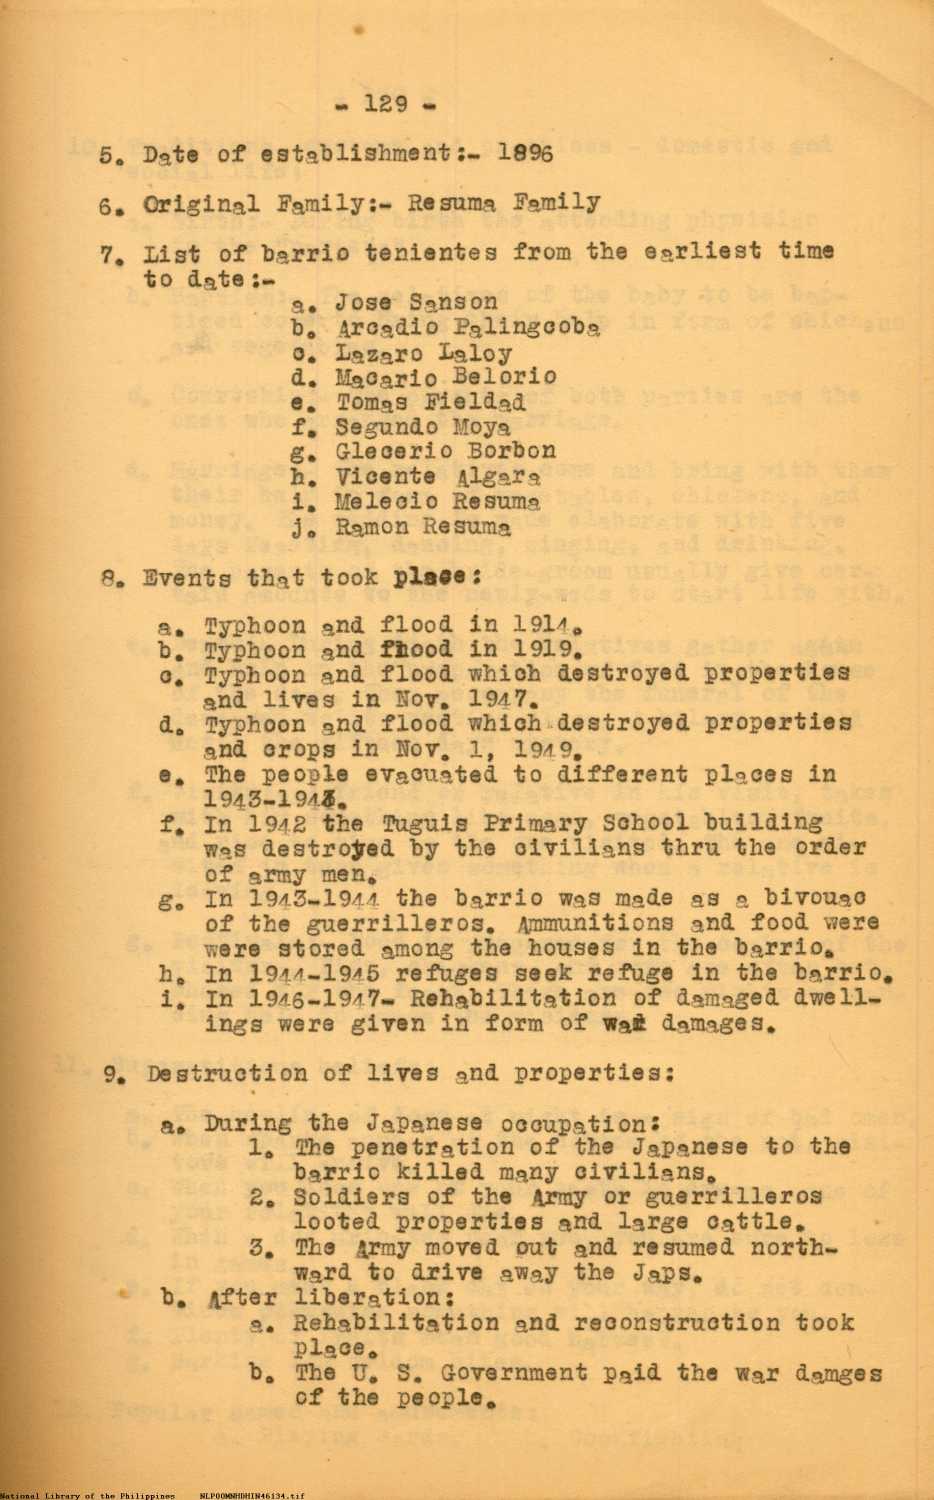 - 129 -
5. Date of establishment:- 1896
6. Original Family:- Resuma Family
7. List of barrio tenientes from the earliest time
to date:-
a. Jose Sanson
b. Arcadio Palingcoba
c. Lazaro Laloy
d. Macario Belorio
e. Tomas Fieldad
f. Segundo Moya
g. Glecerio Borbon
h. Vicente Algara
i. Melecio Resuma
j. Ramon Resuma
8. Events that took place:
a. Typhoon and flood in 1914.
b. Typhoon and flood in 1919.
c. Typhoon and flood which destroyed properties
and lives in Nov. 1947.
d. Typhoon and flood which destroyed properties
and crops in Nov. 1, 1949.
e. The people evacuated to different places in
1943-
f. In 1942 the Tuguis Primary School building
was destroyed by the civilians thru the order
of army men.
g. In 1943-1944 the barrio was made as a bivouac
of the guerrilleros. Ammunitions and food were
were stored among the houses in the barrio.
h. In 1944-1945 refuges seek refuge in the barrio.
i. In 1946-1947- Rehabilitation of damaged dwell-
ings were given in form of war damages.
9. Destruction of lives and properties:
a. During the Japanese occupation:
1. The penetration of the Japanese to the
barrio killed many civilians.
2. Soldiers of the Army or guerrilleros
looted properties and large cattle.
3. The Army moved out and resumed north-
ward to drive away the Japs.
b. After liberation:
a. Rehabilitation and reconstruction took
place.
b. The U. S. Government paid the war damges
of the people.
National Library of the Philippines NLP00MNHDHIN46134.tif